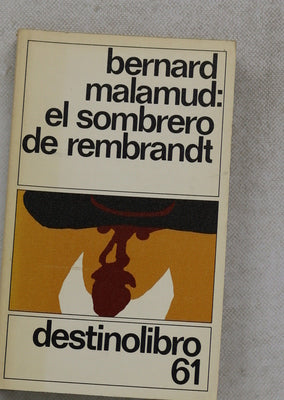 bernard
malamud:
el sombrero
de rembrandt
destinolibro
61